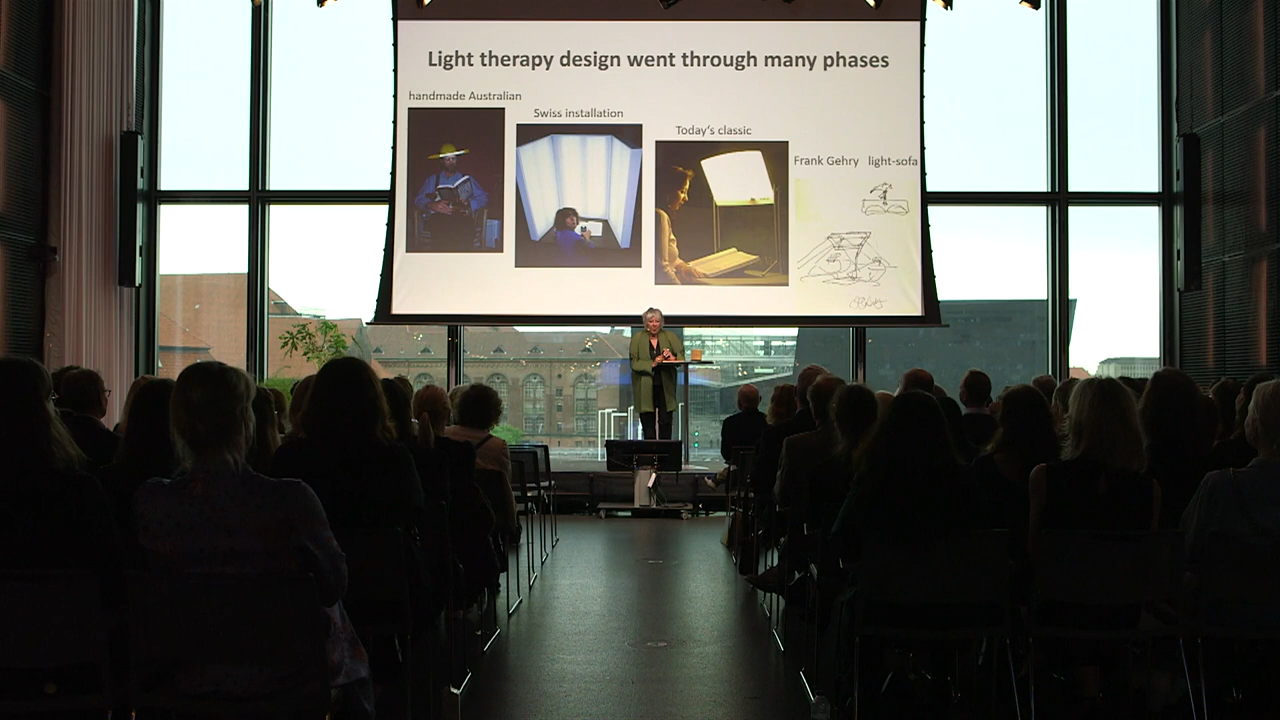 Light therapy design went through many phases
handmade Australian
Swiss installation
Today's classic
Frank Gehry light-sofa